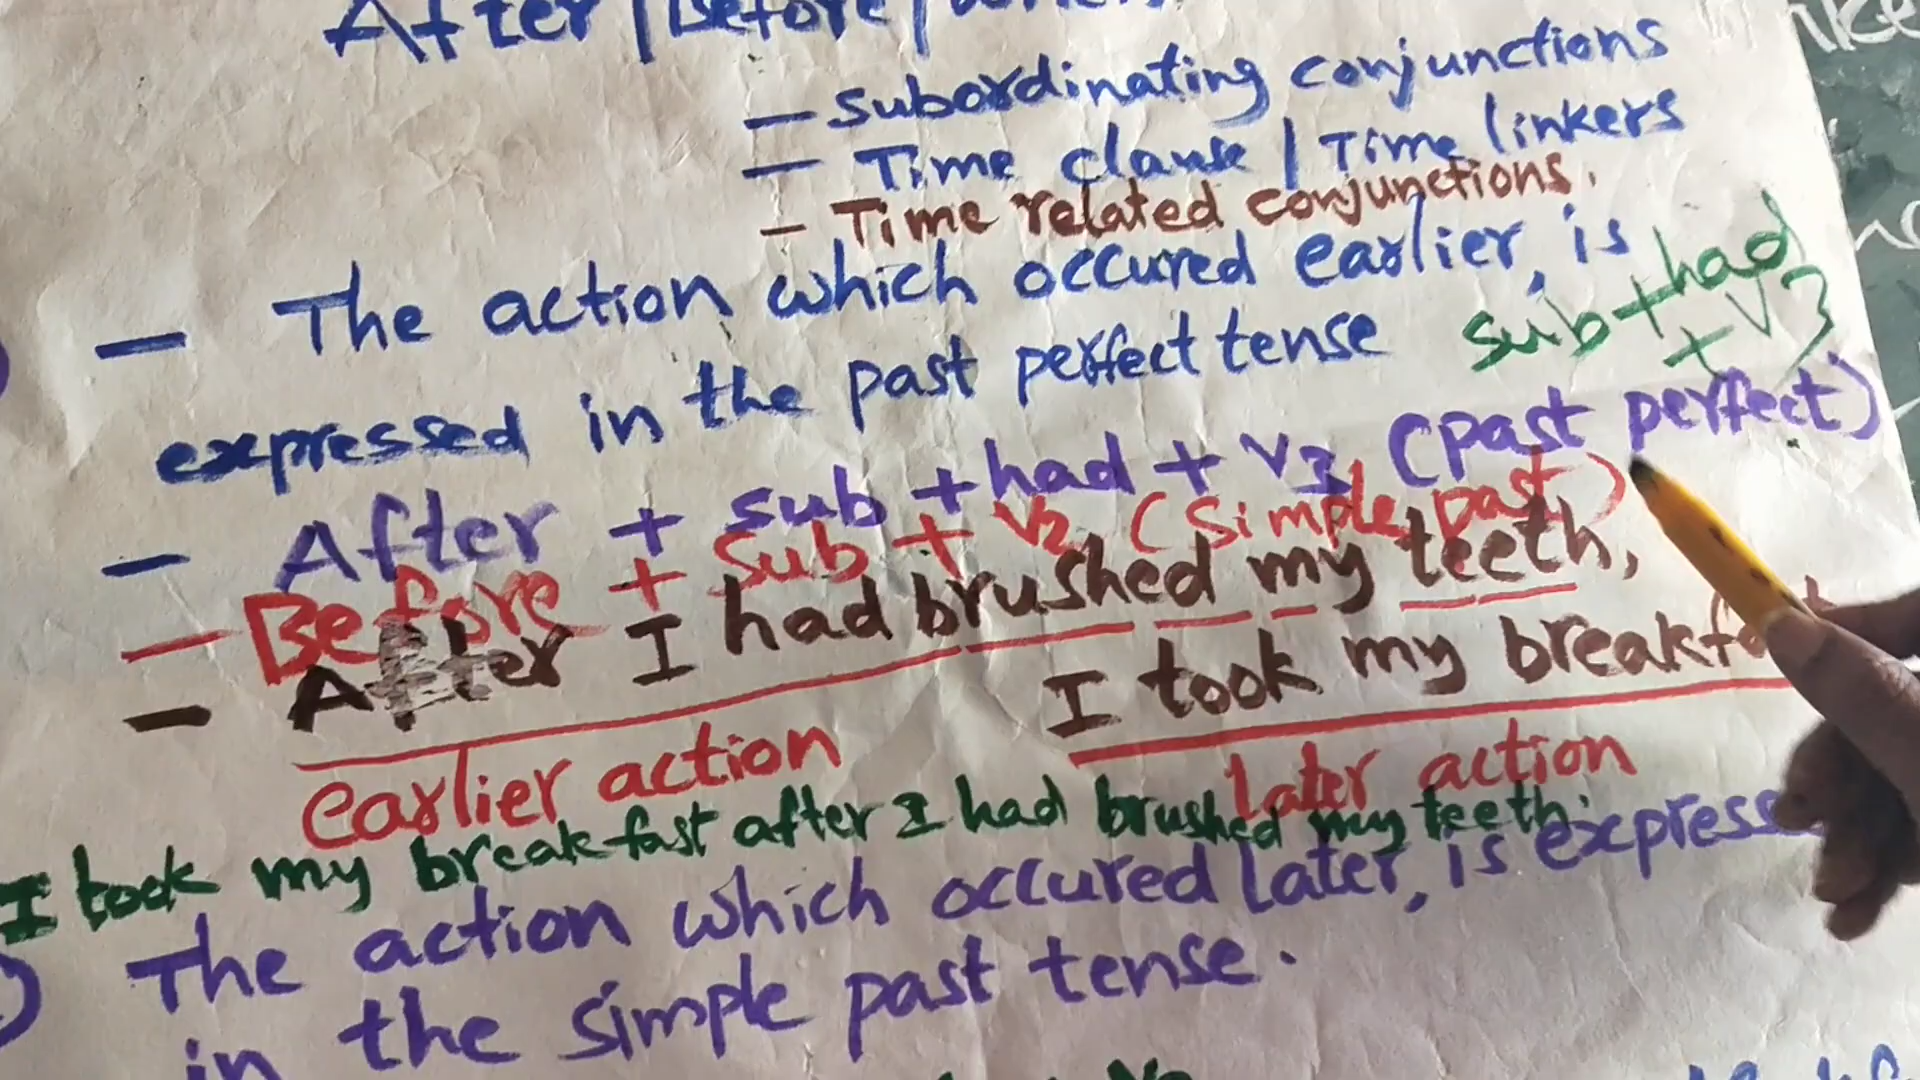 After / Before / when
- Subordinating conjunctions
- Time clause / Time linkers
- Time related conjunctions.
- The action which occured earlier, is
expressed in the past perfect tense
sub + had
+ V3
- After + sub + had + V3 (past perfect)
- Before + sub + V2 (simple past)
- After I had brushed my teeth,
I took my breakfast
earlier action
later action
I took my breakfast after I had brushed my teeth.
The action which occured later, is express
in the simple past tense.